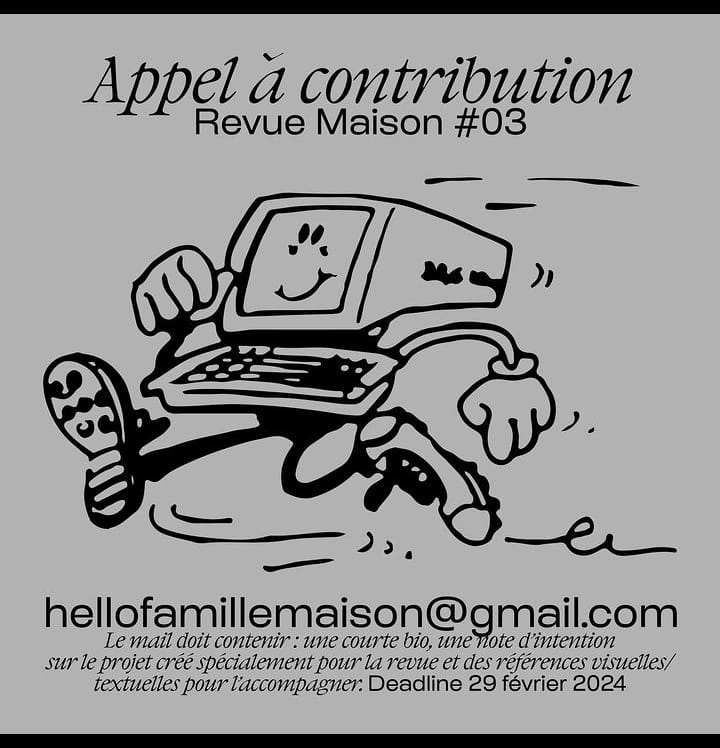 Appel à contribution
Revue Maison #03
hellofamillemaison@gmail.com
Le mail doit contenir : une courte bio, une note d'intention
sur le projet créé spécialement pour la revue et des références visuelles/
textuelles pour l'accompagner. Deadline 29 février 2024